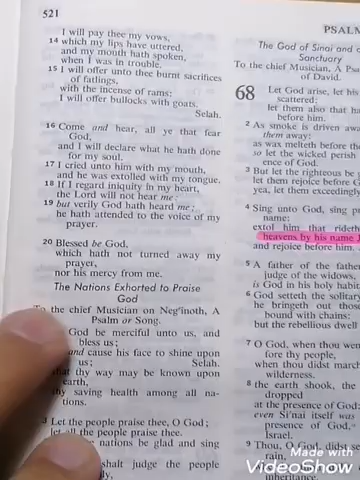 521
I will pay thee my vows,
14 which my lips have uttered,
and my mouth hath spoken,
when I was in trouble.
15 I will offer unto thee burnt sacrifices
of fatlings,
with the incense of rams;
I will offer bullocks with goats.
Selah.
16 Come and hear, all ye that fear
God,
and I will declare what he hath done
for my soul.
17 I cried unto him with my mouth,
and he was extolled with my tongue.
18 If I regard iniquity in my heart,
the Lord will not hear me:
19 but verily God hath heard me;
he hath attended to the voice of my
prayer.
20 Blessed be God,
which hath not turned away my
prayer,
nor his mercy from me.
The Nations Exhorted to Praise
God
To the chief Musician on Neg'inoth, A
Psalm or Song.
God be merciful unto us, and
bless us;
and cause his face to shine upon
us; Selah.
that thy way may be known upon
earth,
thy saving health among all na-
tions.
3 Let the people praise thee, O God;
let all the people praise thee.
nations be glad and sing
shalt judge the people
PSALM
The God of Sinai and
Sanctuary
To the chief Musician, A Psa
of David.
68 Let God arise, let his
scattered:
let them also that ha
before him.
2 As smoke is driven awa
them away:
as wax melteth before the
so let the wicked perish
ence of God.
3 But let the righteous be g
let them rejoice before G
yea, let them exceedingly
4 Sing unto God, sing p
name:
extol him that rideth
heavens by his name J
and rejoice before him.
5 A father of the father
judge of the widows,
is God in his holy habit
6 God setteth the solitary
he bringeth out those
bound with chains:
but the rebellious dwell
7 O God, when thou wen
fore thy people,
when thou didst mar
wilderness.
8 the earth shook, the
dropped
at the presence of God:
even Si'nai itself was
presence of God,
Israel.
9 Thou, O God, didst se
rain,
inheritance.
Made with
VideoShow